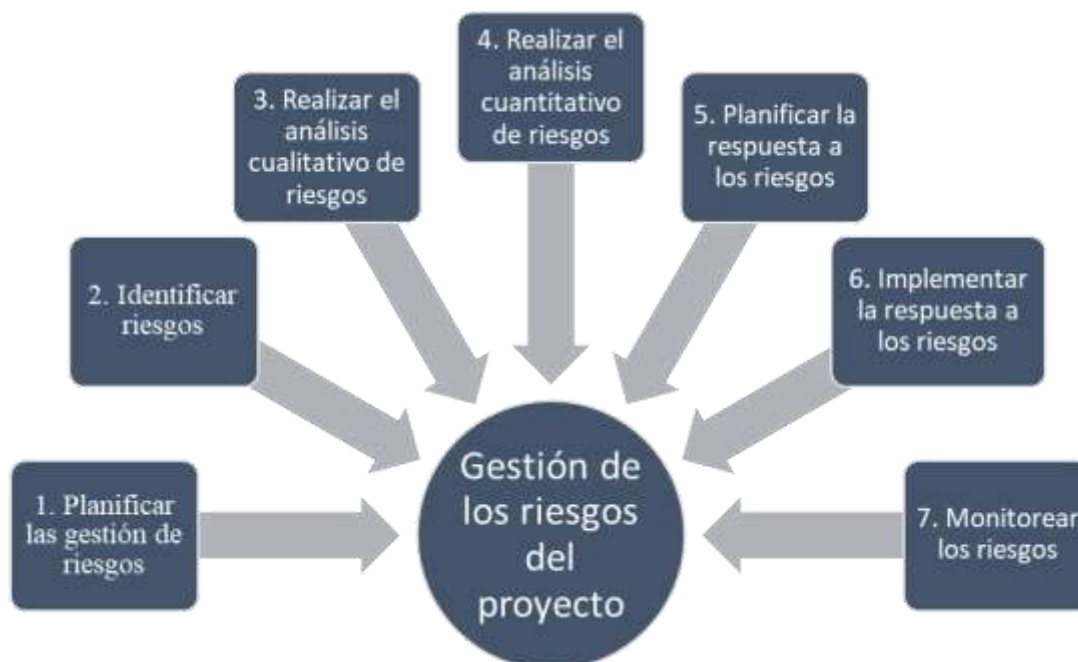 1. Planificar
las gestión de
riesgos
2. Identificar
riesgos
3. Realizar el
análisis
cualitativo de
riesgos
4. Realizar el
análisis
cuantitativo
de riesgos
5. Planificar la
respuesta a
los riesgos
6. Implementar
la respuesta a
los riesgos
7. Monitorear
los riesgos
Gestión de
los riesgos
del
proyecto